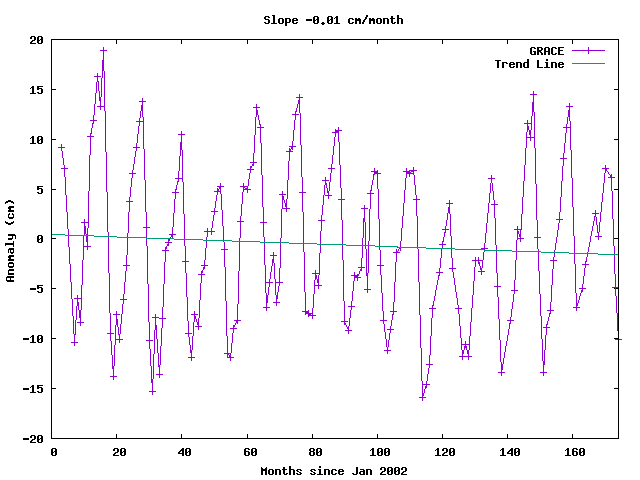 Slope -0.01 cm/month
GRACE
Trend Line
20
15
10
5
0
-5
-10
-15
-20
Anomaly (cm)
0 20 40 60 80 100 120 140 160
Months since Jan 2002